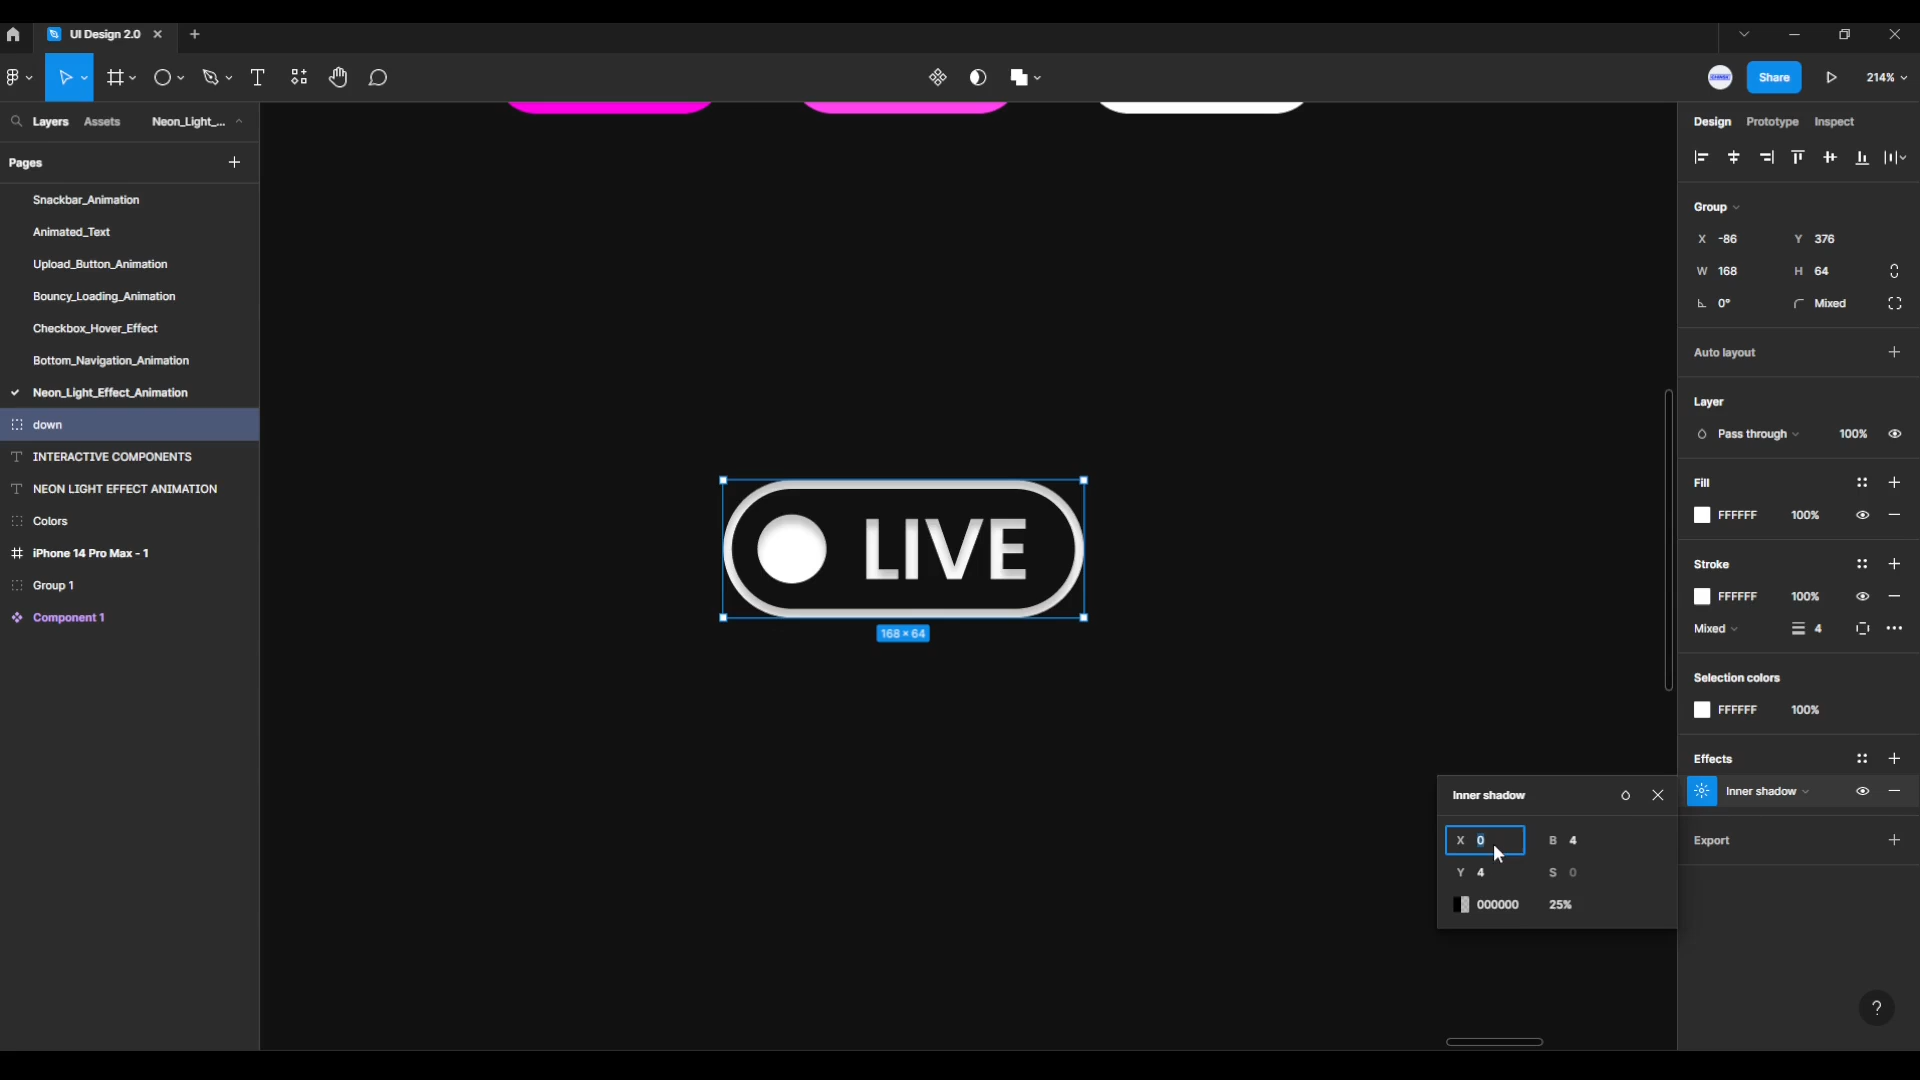 UI Design 2.0
Share
214%
Layers Assets Neon_Light_...
Pages
Snackbar_Animation
Animated_Text
Upload_Button_Animation
Bouncy_Loading_Animation
Checkbox_Hover_Effect
Bottom_Navigation_Animation
Neon_Light_Effect_Animation
down
INTERACTIVE COMPONENTS
NEON LIGHT EFFECT ANIMATION
Colors
iPhone 14 Pro Max - 1
Group 1
Component 1
LIVE
168 × 64
Design Prototype Inspect
Group
X -86 Y 376
W 168 H 64
0° Mixed
Auto layout
Layer
Pass through 100%
Fill
FFFFFF 100%
Stroke
FFFFFF 100%
Mixed 4
Selection colors
FFFFFF 100%
Effects
Inner shadow
Export
Inner shadow
X 0 B 4
Y 4 S 0
000000 25%
?